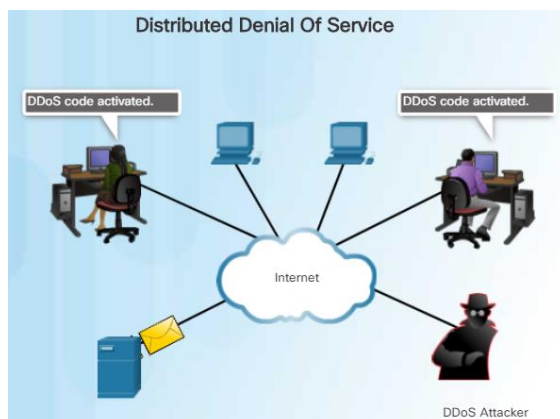 Distributed Denial Of Service
DDoS code activated.
DDoS code activated.
Internet
DDoS Attacker